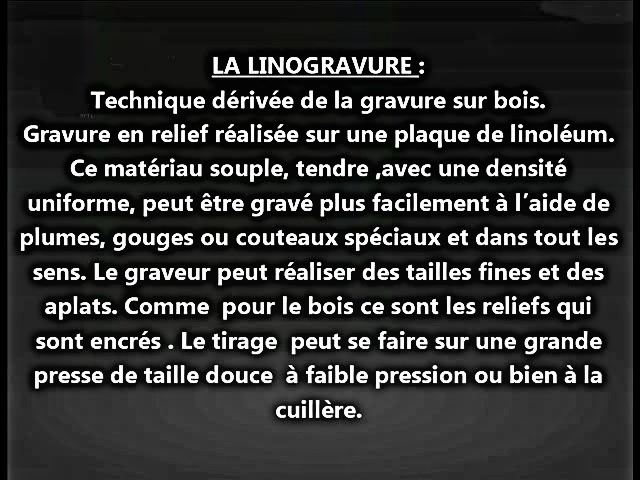 LA LINOGRAVURE :
Technique dérivée de la gravure sur bois.
Gravure en relief réalisée sur une plaque de linoléum.
Ce matériau souple, tendre ,avec une densité
uniforme, peut être gravé plus facilement à l’aide de
plumes, gouges ou couteaux spéciaux et dans tout les
sens. Le graveur peut réaliser des tailles fines et des
aplats. Comme  pour le bois ce sont les reliefs qui
sont encrés . Le tirage  peut se faire sur une grande
presse de taille douce  à faible pression ou bien à la
cuillère.